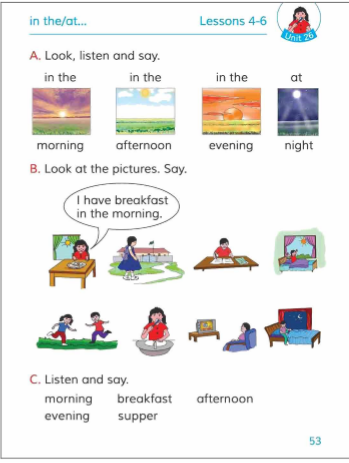 in the/at...
Lessons 4-6
Unit 26
A. Look, listen and say.
in the in the in the at
morning afternoon evening night
B. Look at the pictures. Say.
I have breakfast
in the morning.
C. Listen and say.
morning breakfast afternoon
evening supper
53